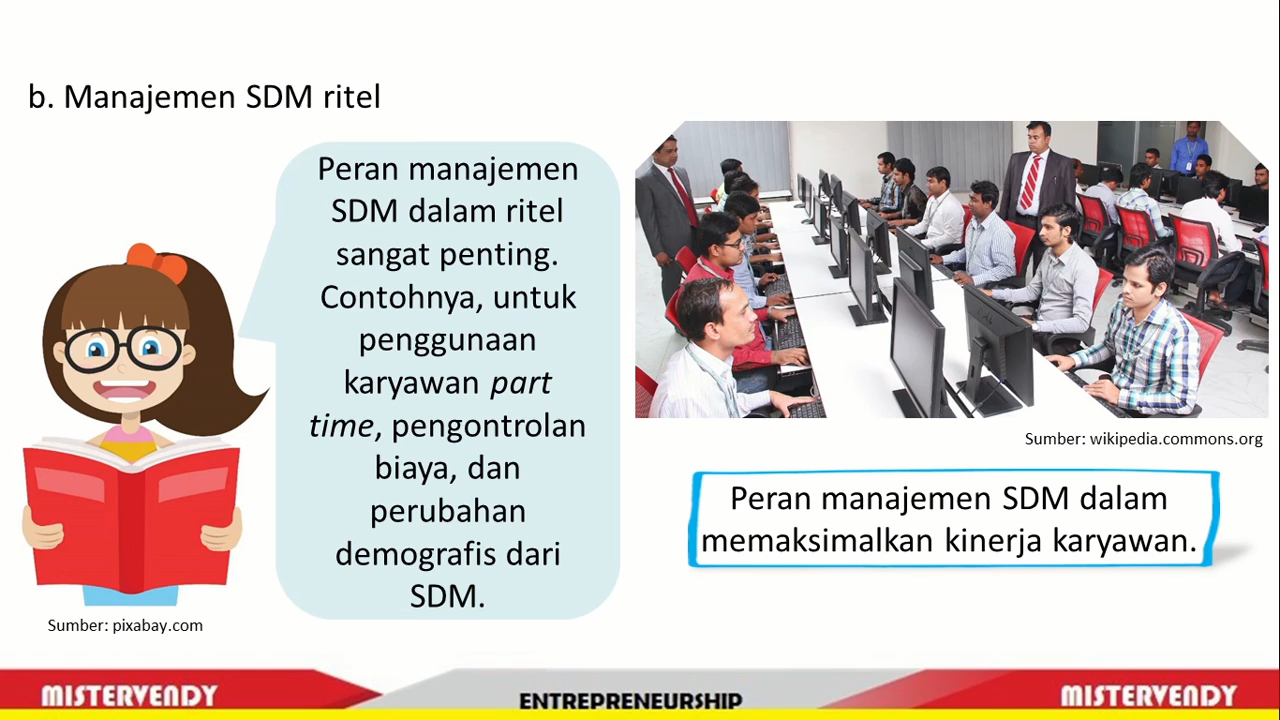 b. Manajemen SDM ritel
Peran manajemen
SDM dalam ritel
sangat penting.
Contohnya, untuk
penggunaan
karyawan part
time, pengontrolan
biaya, dan
perubahan
demografis dari
SDM.
Sumber: wikipedia.commons.org
Peran manajemen SDM dalam
memaksimalkan kinerja karyawan.
Sumber: pixabay.com
MISTERVENDY
ENTREPRENEURSHIP
MISTERVENDY